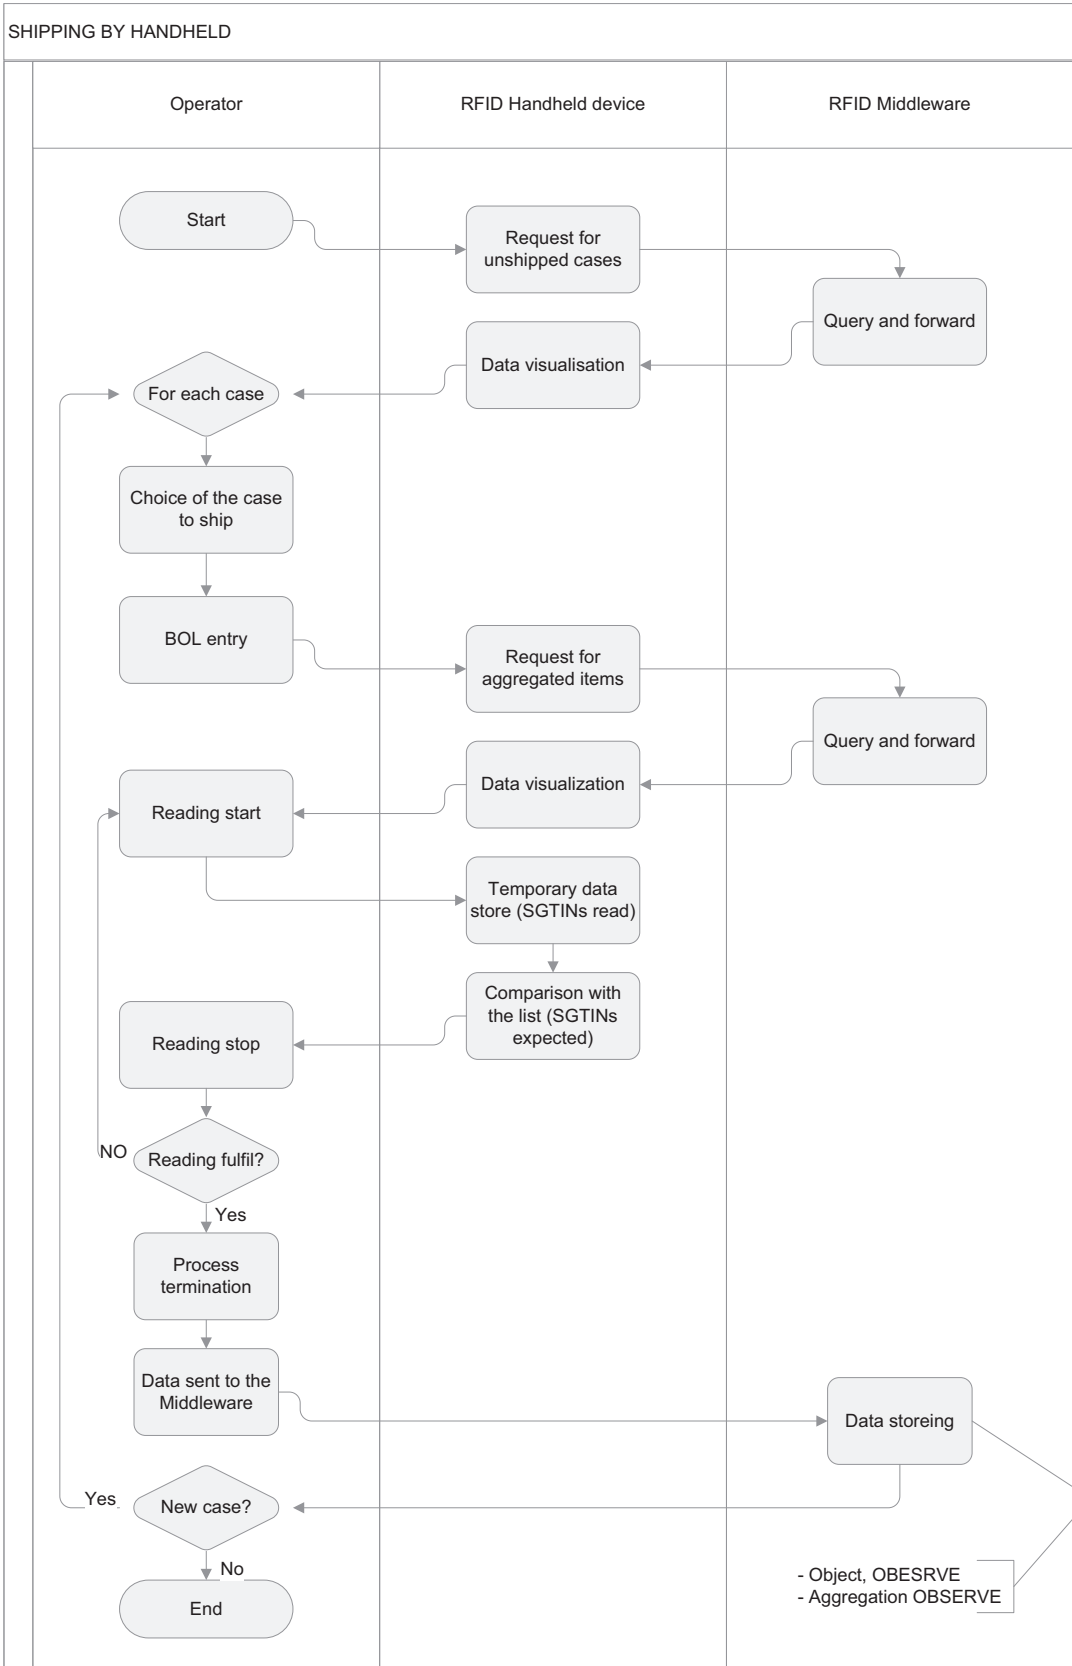 SHIPPING BY HANDHELD
Operator
RFID Handheld device
RFID Middleware
Start
Request for
unshipped cases
Query and forward
Data visualisation
For each case
Choice of the case
to ship
BOL entry
Request for
aggregated items
Query and forward
Data visualization
Reading start
Temporary data
store (SGTINs read)
Comparison with
the list (SGTINs
expected)
Reading stop
NO
Reading fulfil?
Yes
Process
termination
Data sent to the
Middleware
Data storeing
Yes
New case?
No
- Object, OBESRVE
- Aggregation OBSERVE
End